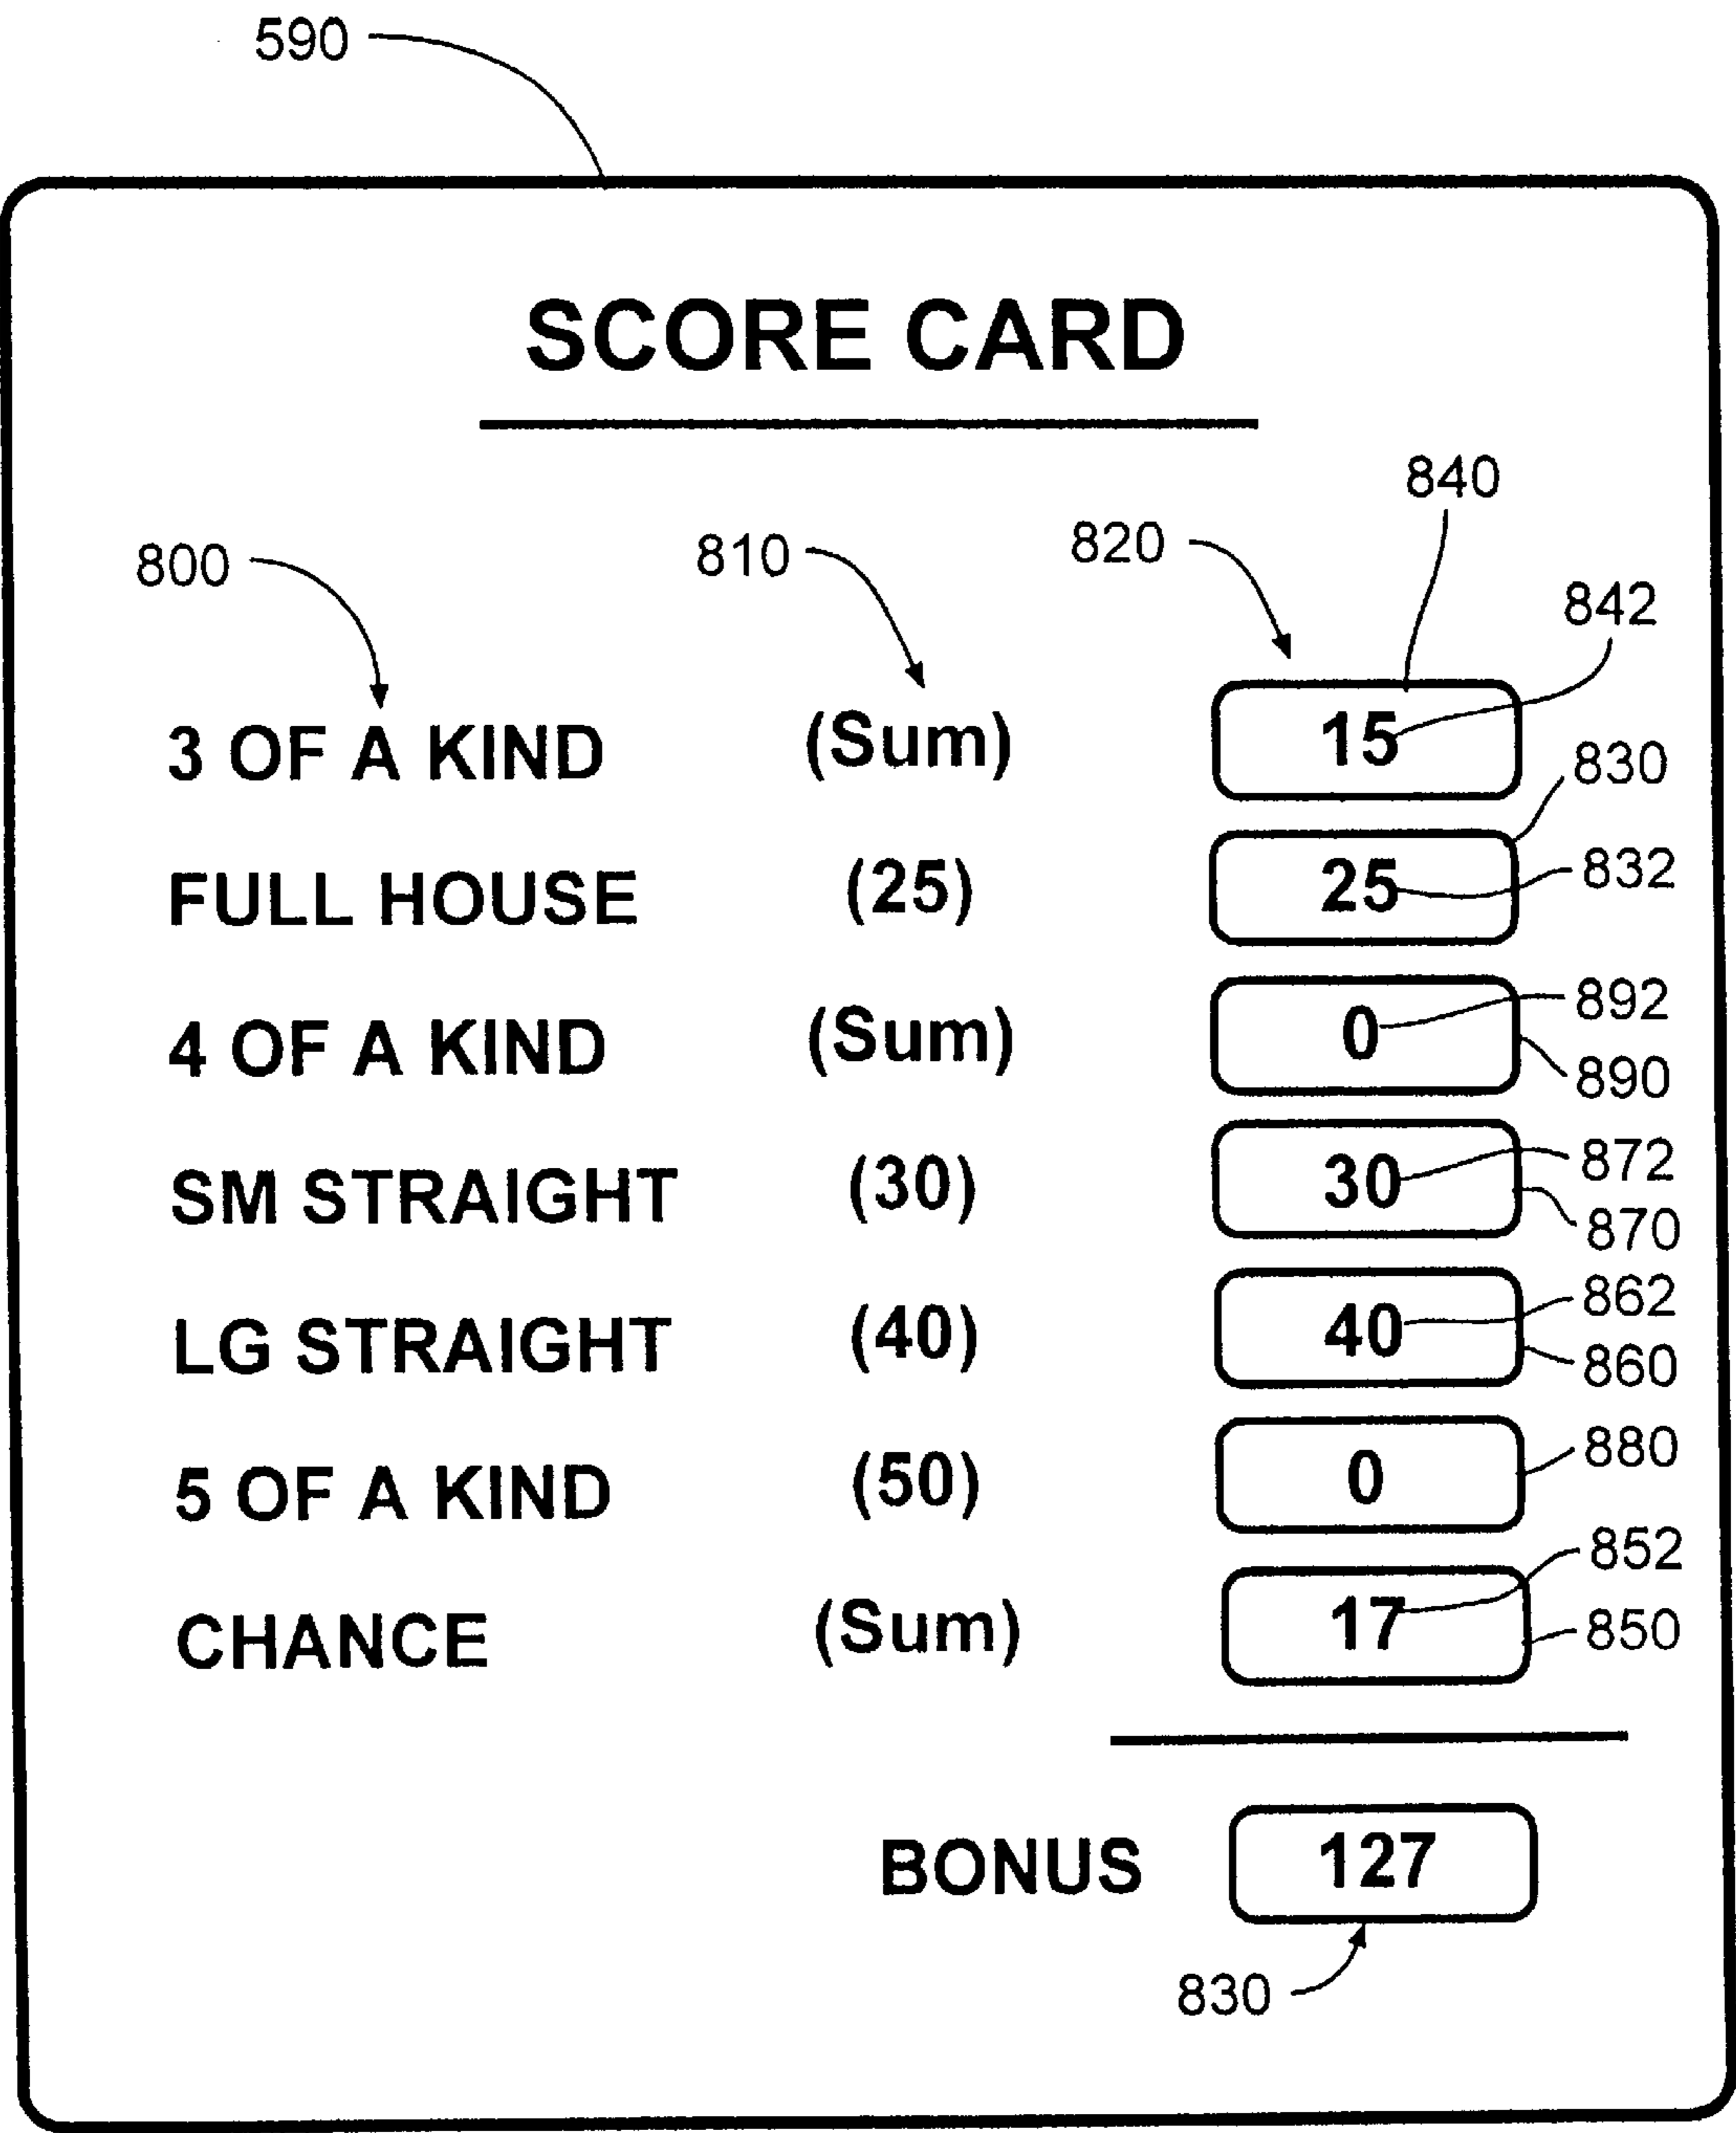 590
SCORE CARD
840
800 810 820
842
3 OF A KIND (Sum) 15
830
FULL HOUSE (25) 25 832
892
4 OF A KIND (Sum) 0
890
872
SM STRAIGHT (30) 30
870
862
LG STRAIGHT (40) 40
860
880
5 OF A KIND (50) 0
852
CHANCE (Sum) 17 850
BONUS 127
830